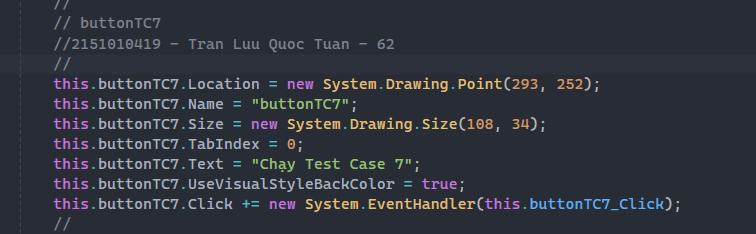 //
// buttonTC7
//2151010419 - Tran Luu Quoc Tuan - 62
//
this.buttonTC7.Location = new System.Drawing.Point(293, 252);
this.buttonTC7.Name = "buttonTC7";
this.buttonTC7.Size = new System.Drawing.Size(108, 34);
this.buttonTC7.TabIndex = 0;
this.buttonTC7.Text = "Chạy Test Case 7";
this.buttonTC7.UseVisualStyleBackColor = true;
this.buttonTC7.Click += new System.EventHandler(this.buttonTC7_Click);
//